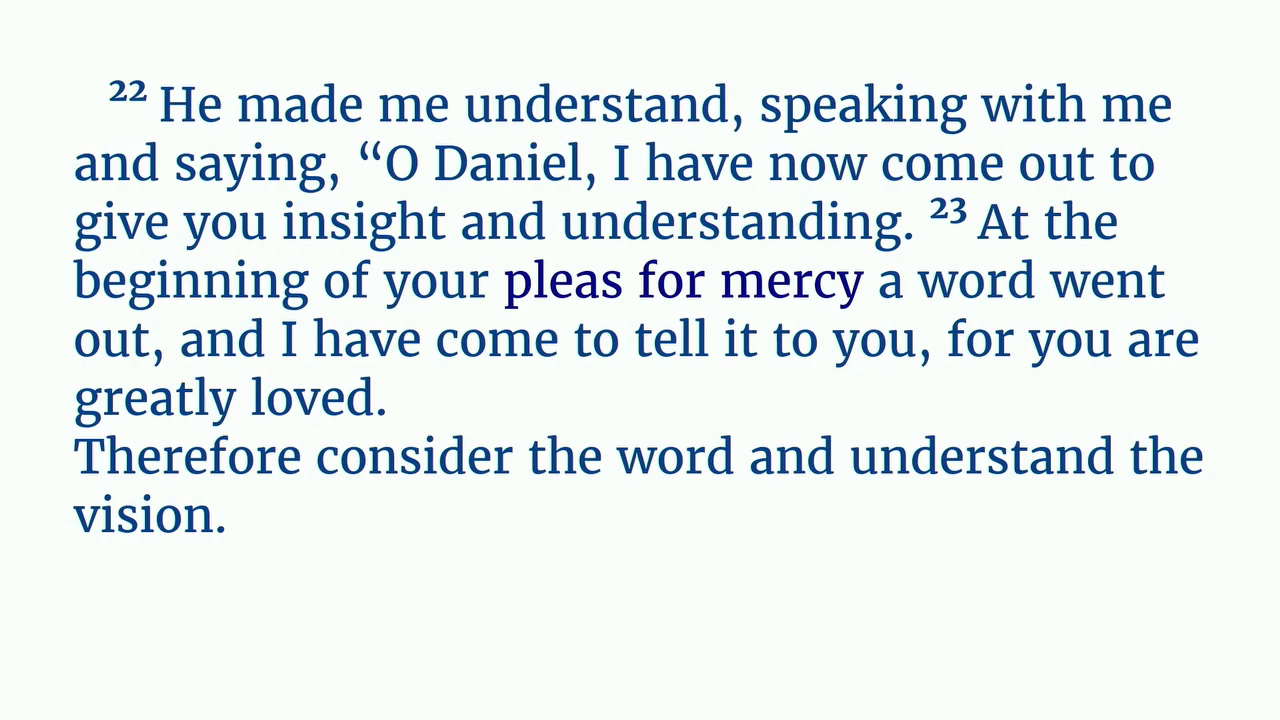 22 He made me understand, speaking with me
and saying, “O Daniel, I have now come out to
give you insight and understanding. 23 At the
beginning of your pleas for mercy a word went
out, and I have come to tell it to you, for you are
greatly loved.
Therefore consider the word and understand the
vision.